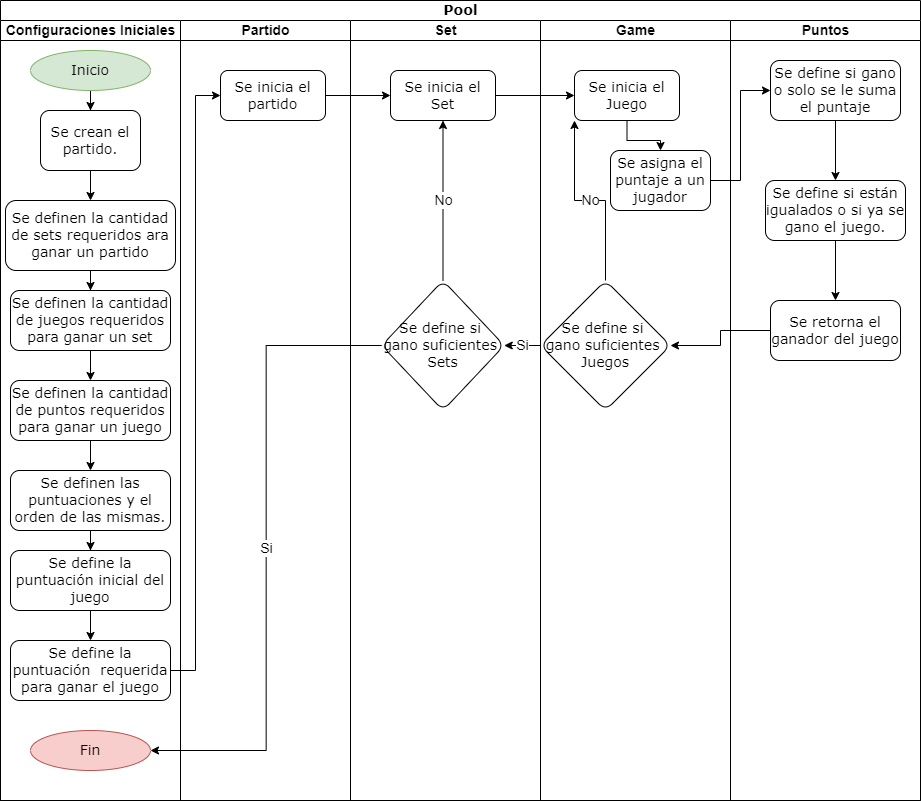 Pool
Configuraciones Iniciales
Partido
Set
Game
Puntos
Inicio
Se crean el
partido.
Se definen la cantidad
de sets requeridos ara
ganar un partido
Se definen la cantidad
de juegos requeridos
para ganar un set
Se definen la cantidad
de puntos requeridos
para ganar un juego
Se definen las
puntuaciones y el
orden de las mismas.
Se define la
puntuación inicial del
juego
Se define la
puntuación requerida
para ganar el juego
Fin
Se inicia el
partido
Si
Se inicia el
Set
No
Se define si
gano suficientes
Sets
Se inicia el
Juego
Se asigna el
puntaje a un
jugador
No
Se define si
gano suficientes
Juegos
Si
Se define si gano
o solo se le suma
el puntaje
Se define si están
igualados o si ya se
gano el juego.
Se retorna el
ganador del juego